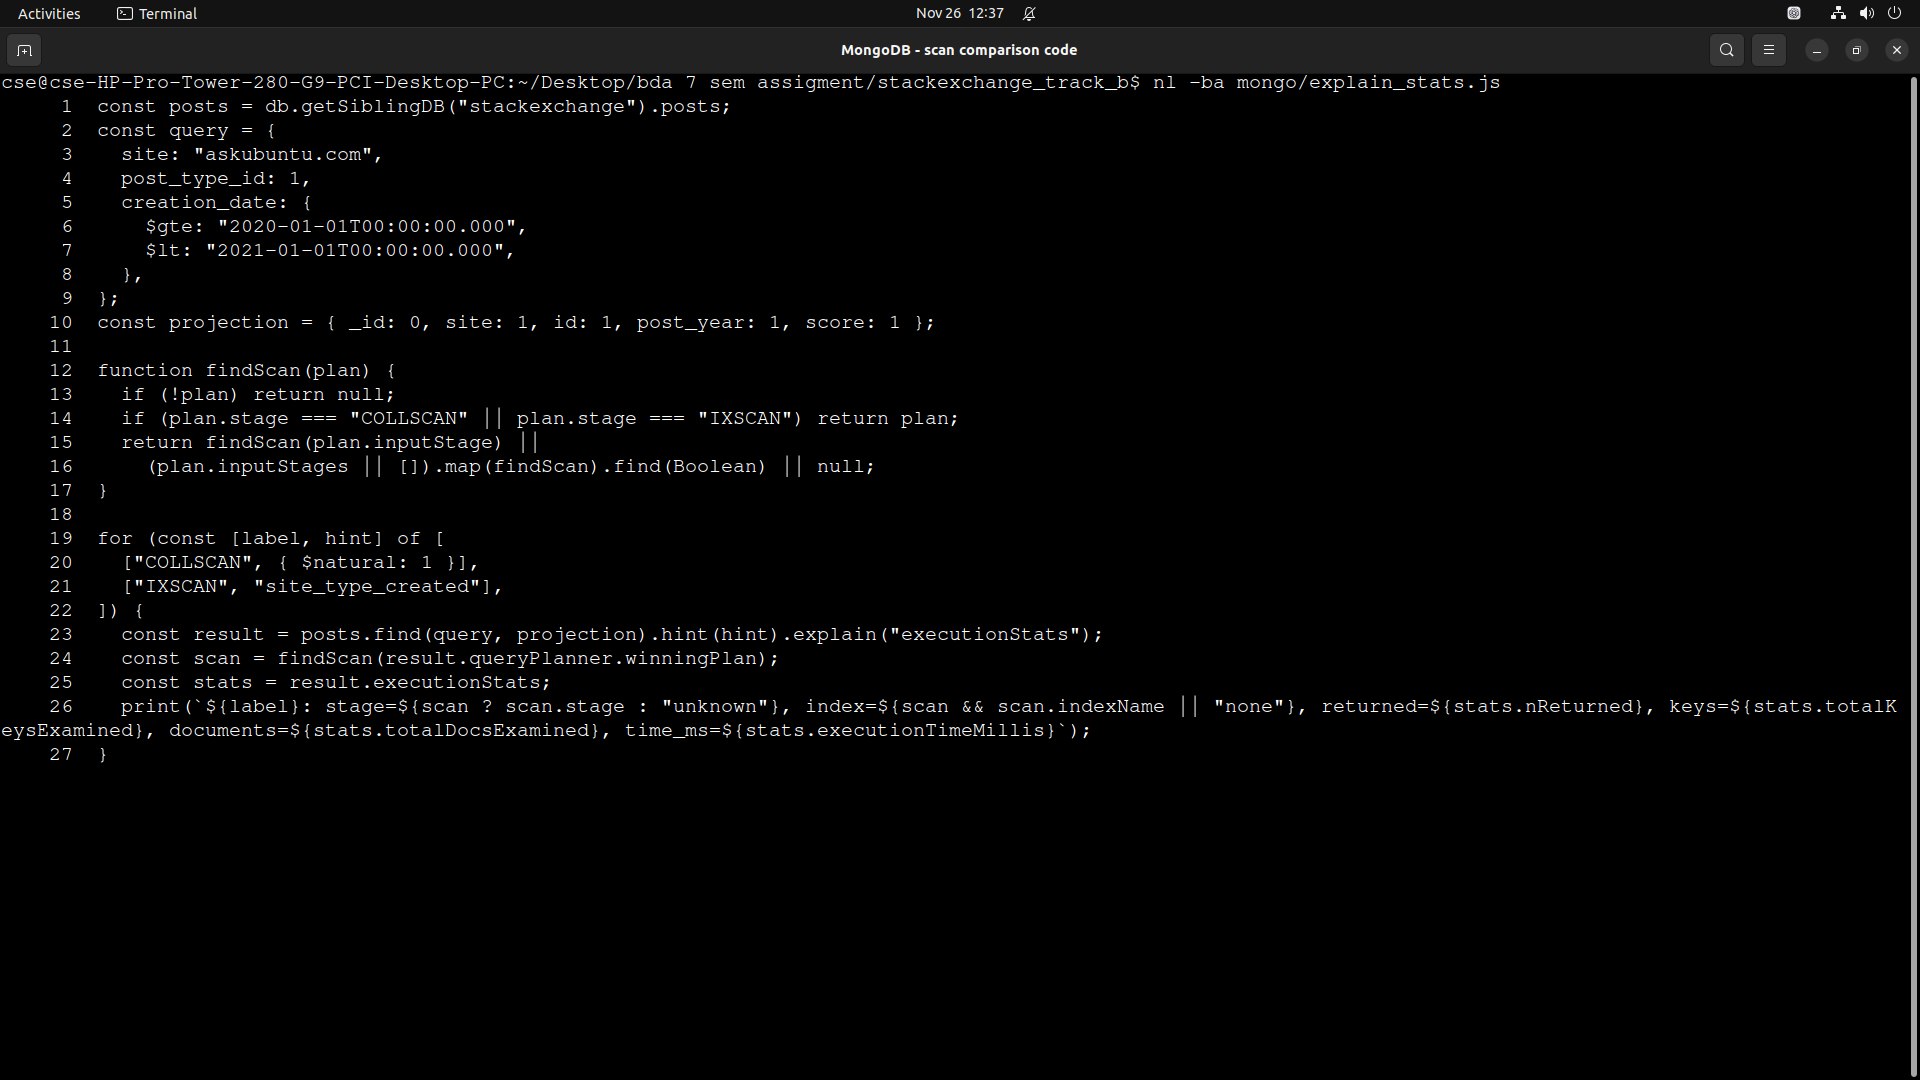 Activities Terminal Nov 26 12:37
MongoDB - scan comparison code
cse@cse-HP-Pro-Tower-280-G9-PCI-Desktop-PC:~/Desktop/bda 7 sem assigment/stackexchange_track_b$ nl -ba mongo/explain_stats.js
     1  const posts = db.getSiblingDB("stackexchange").posts;
     2  const query = {
     3    site: "askubuntu.com",
     4    post_type_id: 1,
     5    creation_date: {
     6      $gte: "2020-01-01T00:00:00.000",
     7      $lt: "2021-01-01T00:00:00.000",
     8    },
     9  };
    10  const projection = { _id: 0, site: 1, id: 1, post_year: 1, score: 1 };
    11
    12  function findScan(plan) {
    13    if (!plan) return null;
    14    if (plan.stage === "COLLSCAN" || plan.stage === "IXSCAN") return plan;
    15    return findScan(plan.inputStage) ||
    16      (plan.inputStages || []).map(findScan).find(Boolean) || null;
    17  }
    18
    19  for (const [label, hint] of [
    20    ["COLLSCAN", { $natural: 1 }],
    21    ["IXSCAN", "site_type_created"],
    22  ]) {
    23    const result = posts.find(query, projection).hint(hint).explain("executionStats");
    24    const scan = findScan(result.queryPlanner.winningPlan);
    25    const stats = result.executionStats;
    26    print(`${label}: stage=${scan ? scan.stage : "unknown"}, index=${scan && scan.indexName || "none"}, returned=${stats.nReturned}, keys=${stats.totalK
eysExamined}, documents=${stats.totalDocsExamined}, time_ms=${stats.executionTimeMillis}`);
    27  }